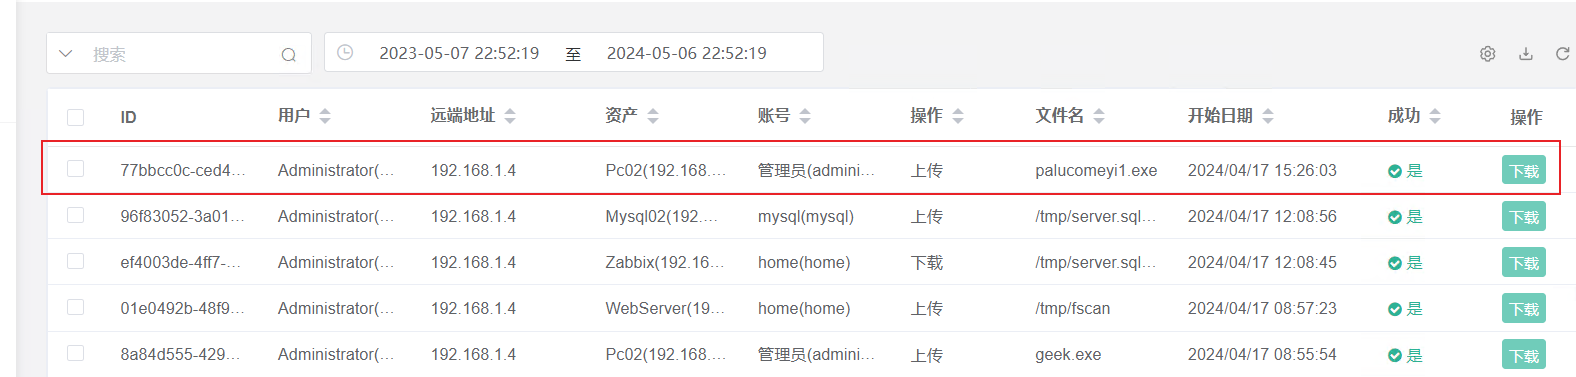 搜索 2023-05-07 22:52:19 至 2024-05-06 22:52:19
ID 用户 远端地址 资产 账号 操作 文件名 开始日期 成功 操作
77bbcc0c-ced4... Administrator(... 192.168.1.4 Pc02(192.168.... 管理员(admini... 上传 palucomeyi1.exe 2024/04/17 15:26:03 是 下载
96f83052-3a01... Administrator(... 192.168.1.4 Mysql02(192.... mysql(mysql) 上传 /tmp/server.sql... 2024/04/17 12:08:56 是 下载
ef4003de-4ff7-... Administrator(... 192.168.1.4 Zabbix(192.16... home(home) 下载 /tmp/server.sql... 2024/04/17 12:08:45 是 下载
01e0492b-48f9... Administrator(... 192.168.1.4 WebServer(19... home(home) 上传 /tmp/fscan 2024/04/17 08:57:23 是 下载
8a84d555-429... Administrator(... 192.168.1.4 Pc02(192.168.... 管理员(admini... 上传 geek.exe 2024/04/17 08:55:54 是 下载